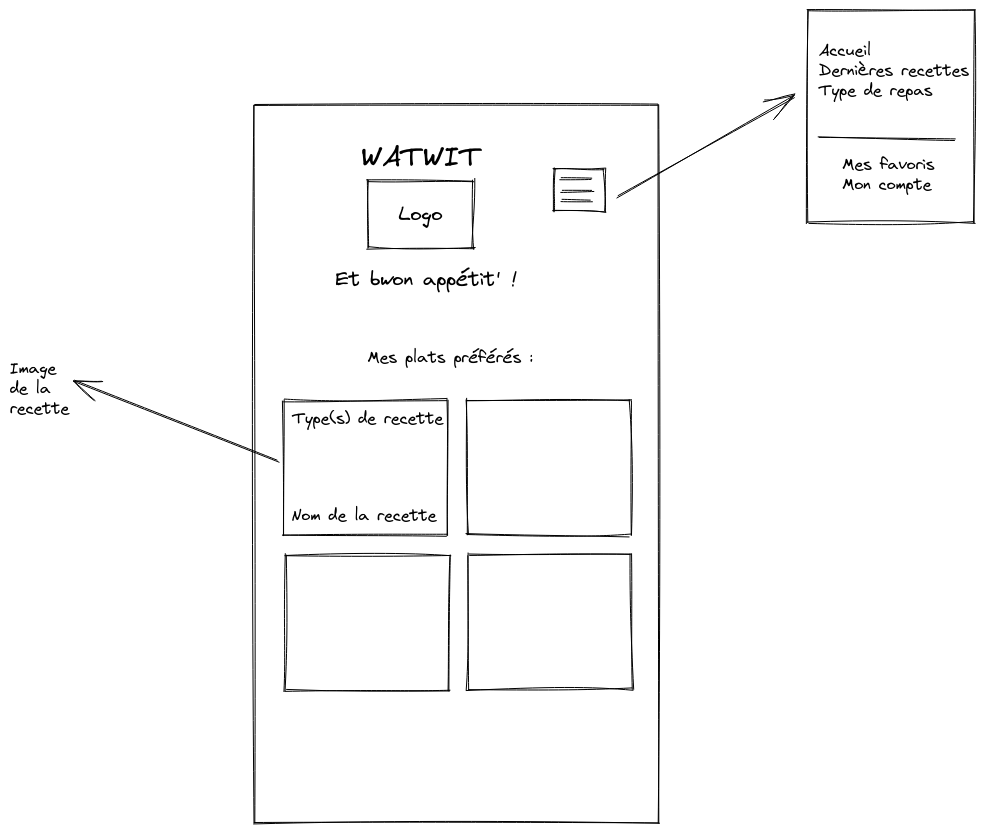 Accueil
Dernières recettes
Type de repas
Mes favoris
Mon compte
WATWIT
Logo
Et bwon appétit' !
Mes plats préférés :
Image
de la
recette
Type(s) de recette
Nom de la recette